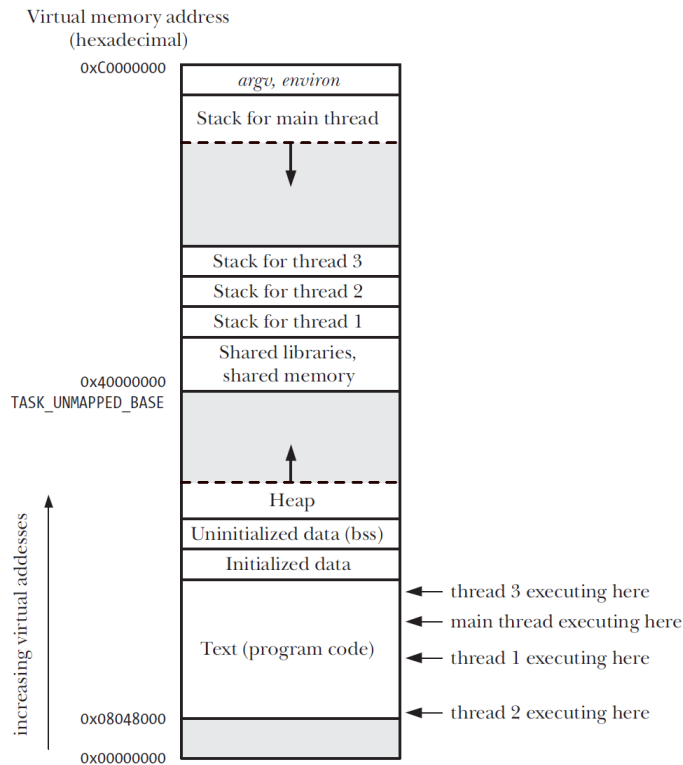 Virtual memory address
(hexadecimal)
0xC0000000
argv, environ
Stack for main thread
Stack for thread 3
Stack for thread 2
Stack for thread 1
Shared libraries,
shared memory
0x40000000
TASK_UNMAPPED_BASE
Heap
Uninitialized data (bss)
Initialized data
thread 3 executing here
main thread executing here
Text (program code)
thread 1 executing here
thread 2 executing here
0x08048000
0x00000000
increasing virtual addesses